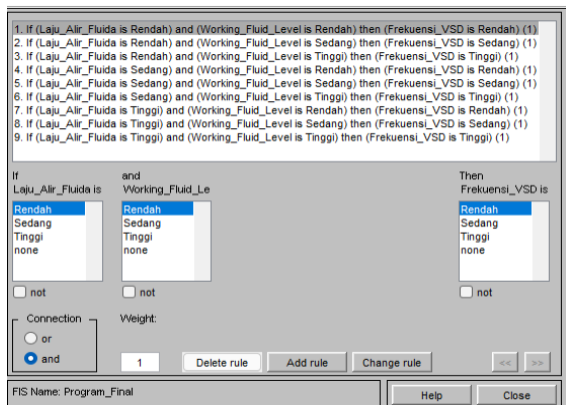 1. If (Laju_Alir_Fluida is Rendah) and (Working_Fluid_Level is Rendah) then (Frekuensi_VSD is Rendah) (1)
2. If (Laju_Alir_Fluida is Rendah) and (Working_Fluid_Level is Sedang) then (Frekuensi_VSD is Sedang) (1)
3. If (Laju_Alir_Fluida is Rendah) and (Working_Fluid_Level is Tinggi) then (Frekuensi_VSD is Tinggi) (1)
4. If (Laju_Alir_Fluida is Sedang) and (Working_Fluid_Level is Rendah) then (Frekuensi_VSD is Rendah) (1)
5. If (Laju_Alir_Fluida is Sedang) and (Working_Fluid_Level is Sedang) then (Frekuensi_VSD is Sedang) (1)
6. If (Laju_Alir_Fluida is Sedang) and (Working_Fluid_Level is Tinggi) then (Frekuensi_VSD is Tinggi) (1)
7. If (Laju_Alir_Fluida is Tinggi) and (Working_Fluid_Level is Rendah) then (Frekuensi_VSD is Rendah) (1)
8. If (Laju_Alir_Fluida is Tinggi) and (Working_Fluid_Level is Sedang) then (Frekuensi_VSD is Sedang) (1)
9. If (Laju_Alir_Fluida is Tinggi) and (Working_Fluid_Level is Tinggi) then (Frekuensi_VSD is Tinggi) (1)
If
Laju_Alir_Fluida is
Rendah
Sedang
Tinggi
none
not
and
Working_Fluid_Le
Rendah
Sedang
Tinggi
none
not
Then
Frekuensi_VSD is
Rendah
Sedang
Tinggi
none
not
Connection
or
and
Weight:
1
Delete rule
Add rule
Change rule
<<
>>
FIS Name: Program_Final
Help
Close